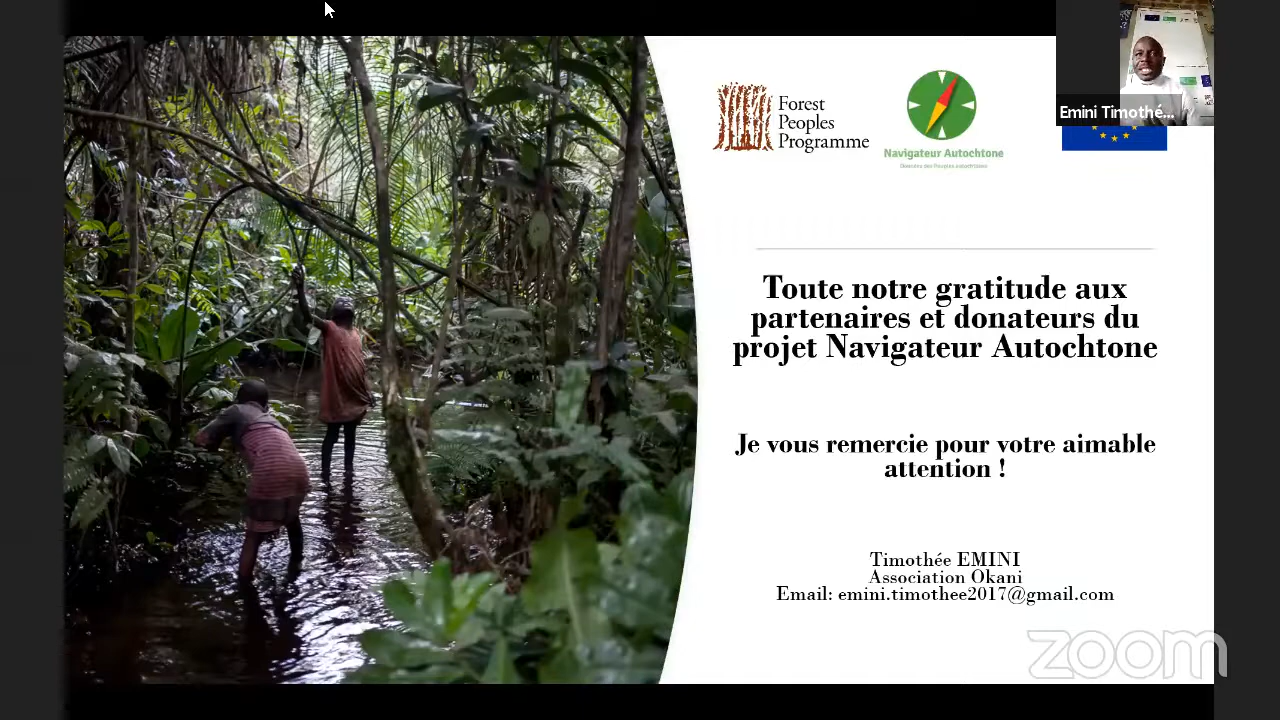 Forest
Peoples
Programme
Navigateur Autochtone
Emini Timothé...
Toute notre gratitude aux
partenaires et donateurs du
projet Navigateur Autochtone
Je vous remercie pour votre aimable
attention !
Timothée EMINI
Association Okani
Email: emini.timothee2017@gmail.com
zoom